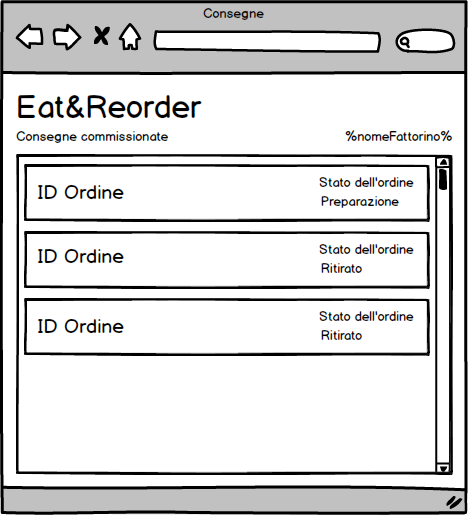 Consegne
Eat&Reorder
Consegne commissionate %nomeFattorino%
ID Ordine
Stato dell'ordine
Preparazione
ID Ordine
Stato dell'ordine
Ritirato
ID Ordine
Stato dell'ordine
Ritirato